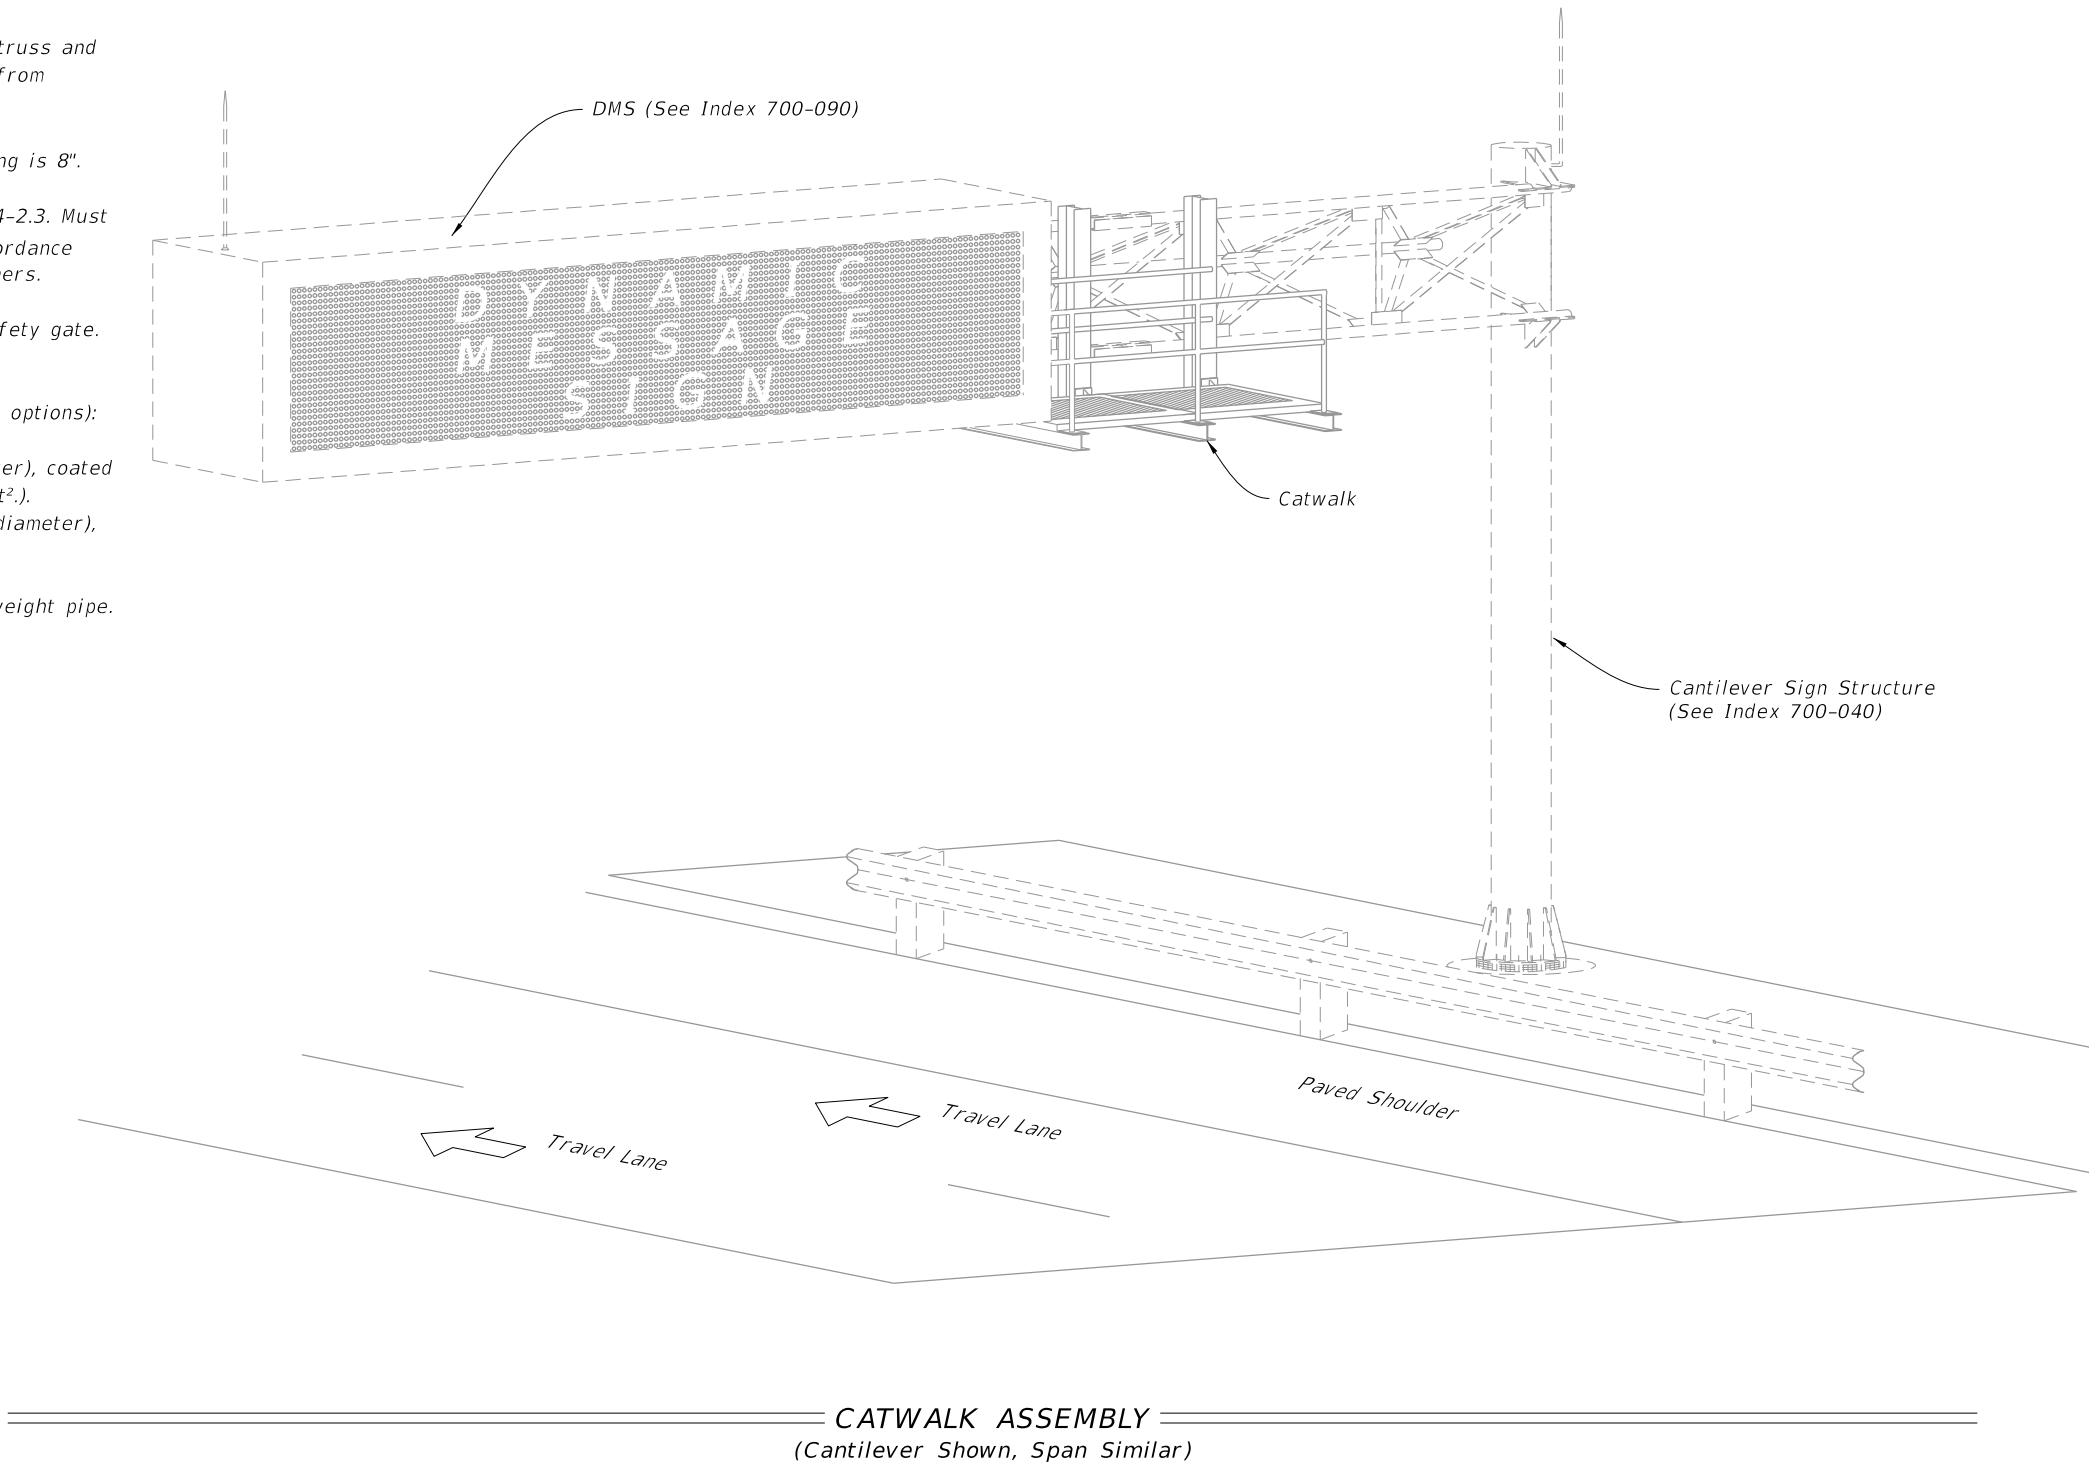 truss and
from
ng is 8".
4-2.3. Must
ordance
ers.
fety gate.
options):
er), coated
t².).
diameter),
weight pipe.
DMS (See Index 700-090)
DYNAMIC
MESSAGE
SIGN
Catwalk
Cantilever Sign Structure
(See Index 700-040)
Paved Shoulder
Travel Lane
Travel Lane
CATWALK ASSEMBLY
(Cantilever Shown, Span Similar)